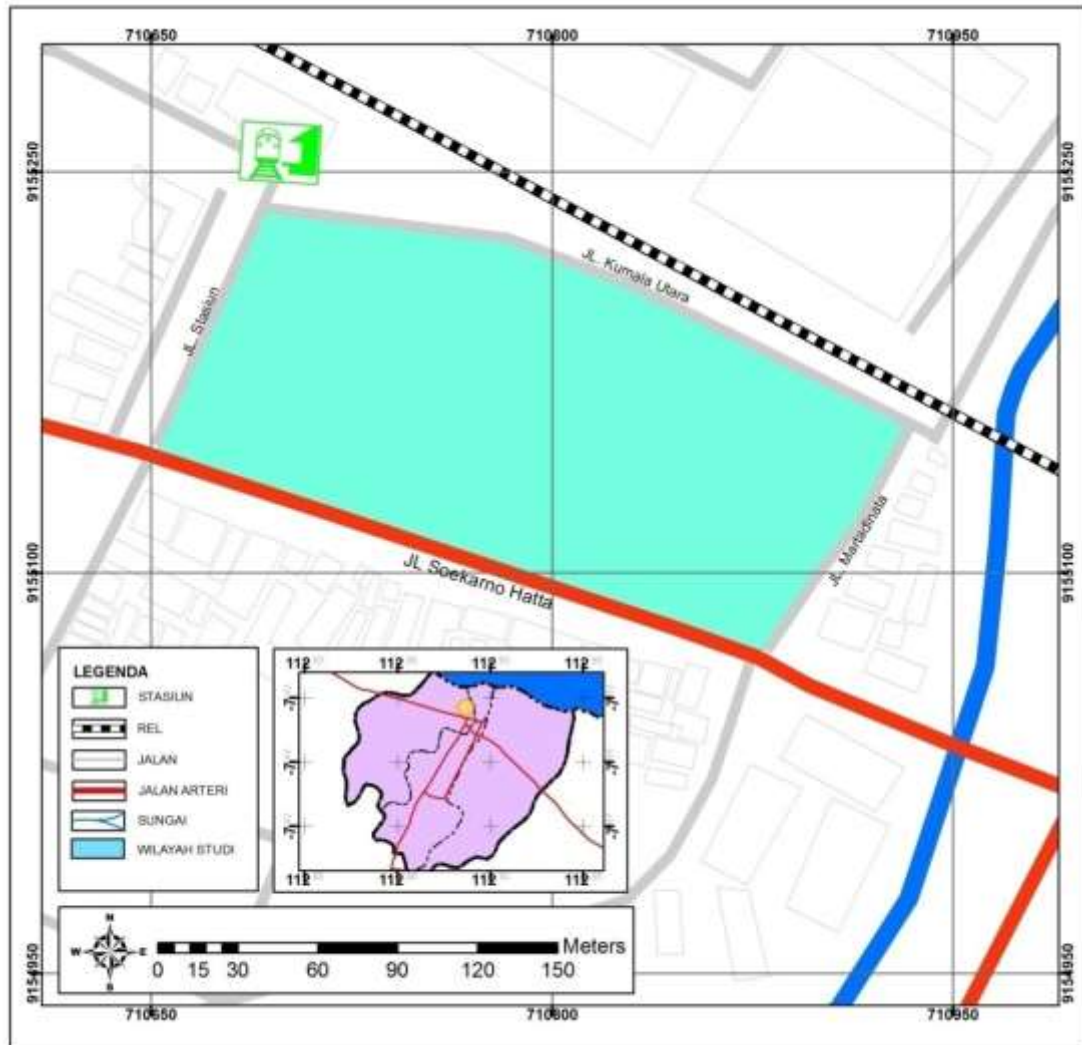 710650 710800 710950
9155250 9155250
JL. Stasiun
JL. Kumala Utara
JL. Martadinata
JL Soekarno Hatta
9155100 9155100
LEGENDA
STASIUN
REL
JALAN
JALAN ARTERI
SUNGAI
WILAYAH STUDI
112 112 112 112
112 112 112 112
N
W E
S
Meters
0 15 30 60 90 120 150
9154950 9154950
710650 710800 710950